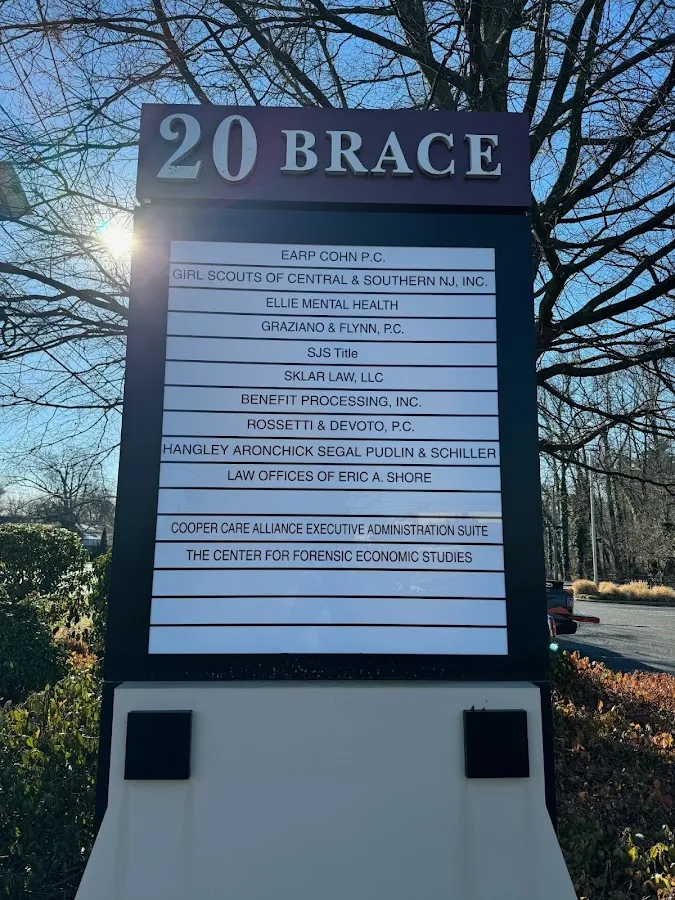 20 BRACE
EARP COHN P.C.
GIRL SCOUTS OF CENTRAL & SOUTHERN NJ, INC.
ELLIE MENTAL HEALTH
GRAZIANO & FLYNN, P.C.
SJS Title
SKLAR LAW, LLC
BENEFIT PROCESSING, INC.
ROSSETTI & DEVOTO, P.C.
HANGLEY ARONCHICK SEGAL PUDLIN & SCHILLER
LAW OFFICES OF ERIC A. SHORE
COOPER CARE ALLIANCE EXECUTIVE ADMINISTRATION SUITE
THE CENTER FOR FORENSIC ECONOMIC STUDIES